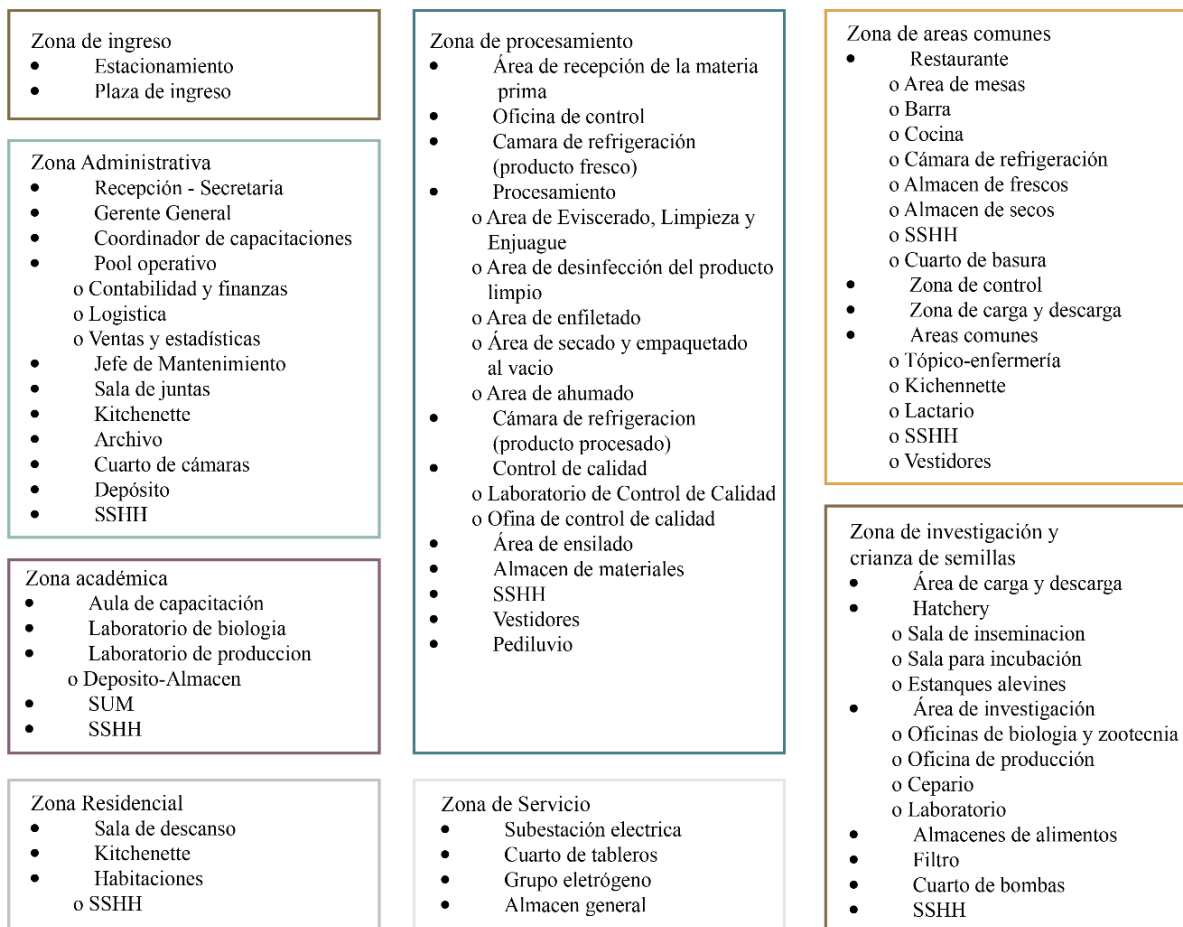 Zona de ingreso
● Estacionamiento
● Plaza de ingreso
Zona Administrativa
● Recepción - Secretaria
● Gerente General
● Coordinador de capacitaciones
● Pool operativo
o Contabilidad y finanzas
o Logistica
o Ventas y estadísticas
● Jefe de Mantenimiento
● Sala de juntas
● Kitchenette
● Archivo
● Cuarto de cámaras
● Depósito
● SSHH
Zona académica
● Aula de capacitación
● Laboratorio de biologia
● Laboratorio de produccion
o Deposito-Almacen
● SUM
● SSHH
Zona Residencial
● Sala de descanso
● Kitchenette
● Habitaciones
o SSHH
Zona de procesamiento
● Área de recepción de la materia
prima
● Oficina de control
● Camara de refrigeración
(producto fresco)
● Procesamiento
o Area de Eviscerado, Limpieza y
Enjuague
o Area de desinfección del producto
limpio
o Area de enfiletado
o Área de secado y empaquetado
al vacio
o Area de ahumado
● Cámara de refrigeracion
(producto procesado)
● Control de calidad
o Laboratorio de Control de Calidad
o Ofina de control de calidad
● Área de ensilado
● Almacen de materiales
● SSHH
● Vestidores
● Pediluvio
Zona de Servicio
● Subestación electrica
● Cuarto de tableros
● Grupo eletrógeno
● Almacen general
Zona de areas comunes
● Restaurante
o Area de mesas
o Barra
o Cocina
o Cámara de refrigeración
o Almacen de frescos
o Almacen de secos
o SSHH
o Cuarto de basura
● Zona de control
● Zona de carga y descarga
● Areas comunes
o Tópico-enfermería
o Kichennette
o Lactario
o SSHH
o Vestidores
Zona de investigación y
crianza de semillas
● Área de carga y descarga
● Hatchery
o Sala de inseminacion
o Sala para incubación
o Estanques alevines
● Área de investigación
o Oficinas de biologia y zootecnia
o Oficina de producción
o Cepario
o Laboratorio
● Almacenes de alimentos
● Filtro
● Cuarto de bombas
● SSHH